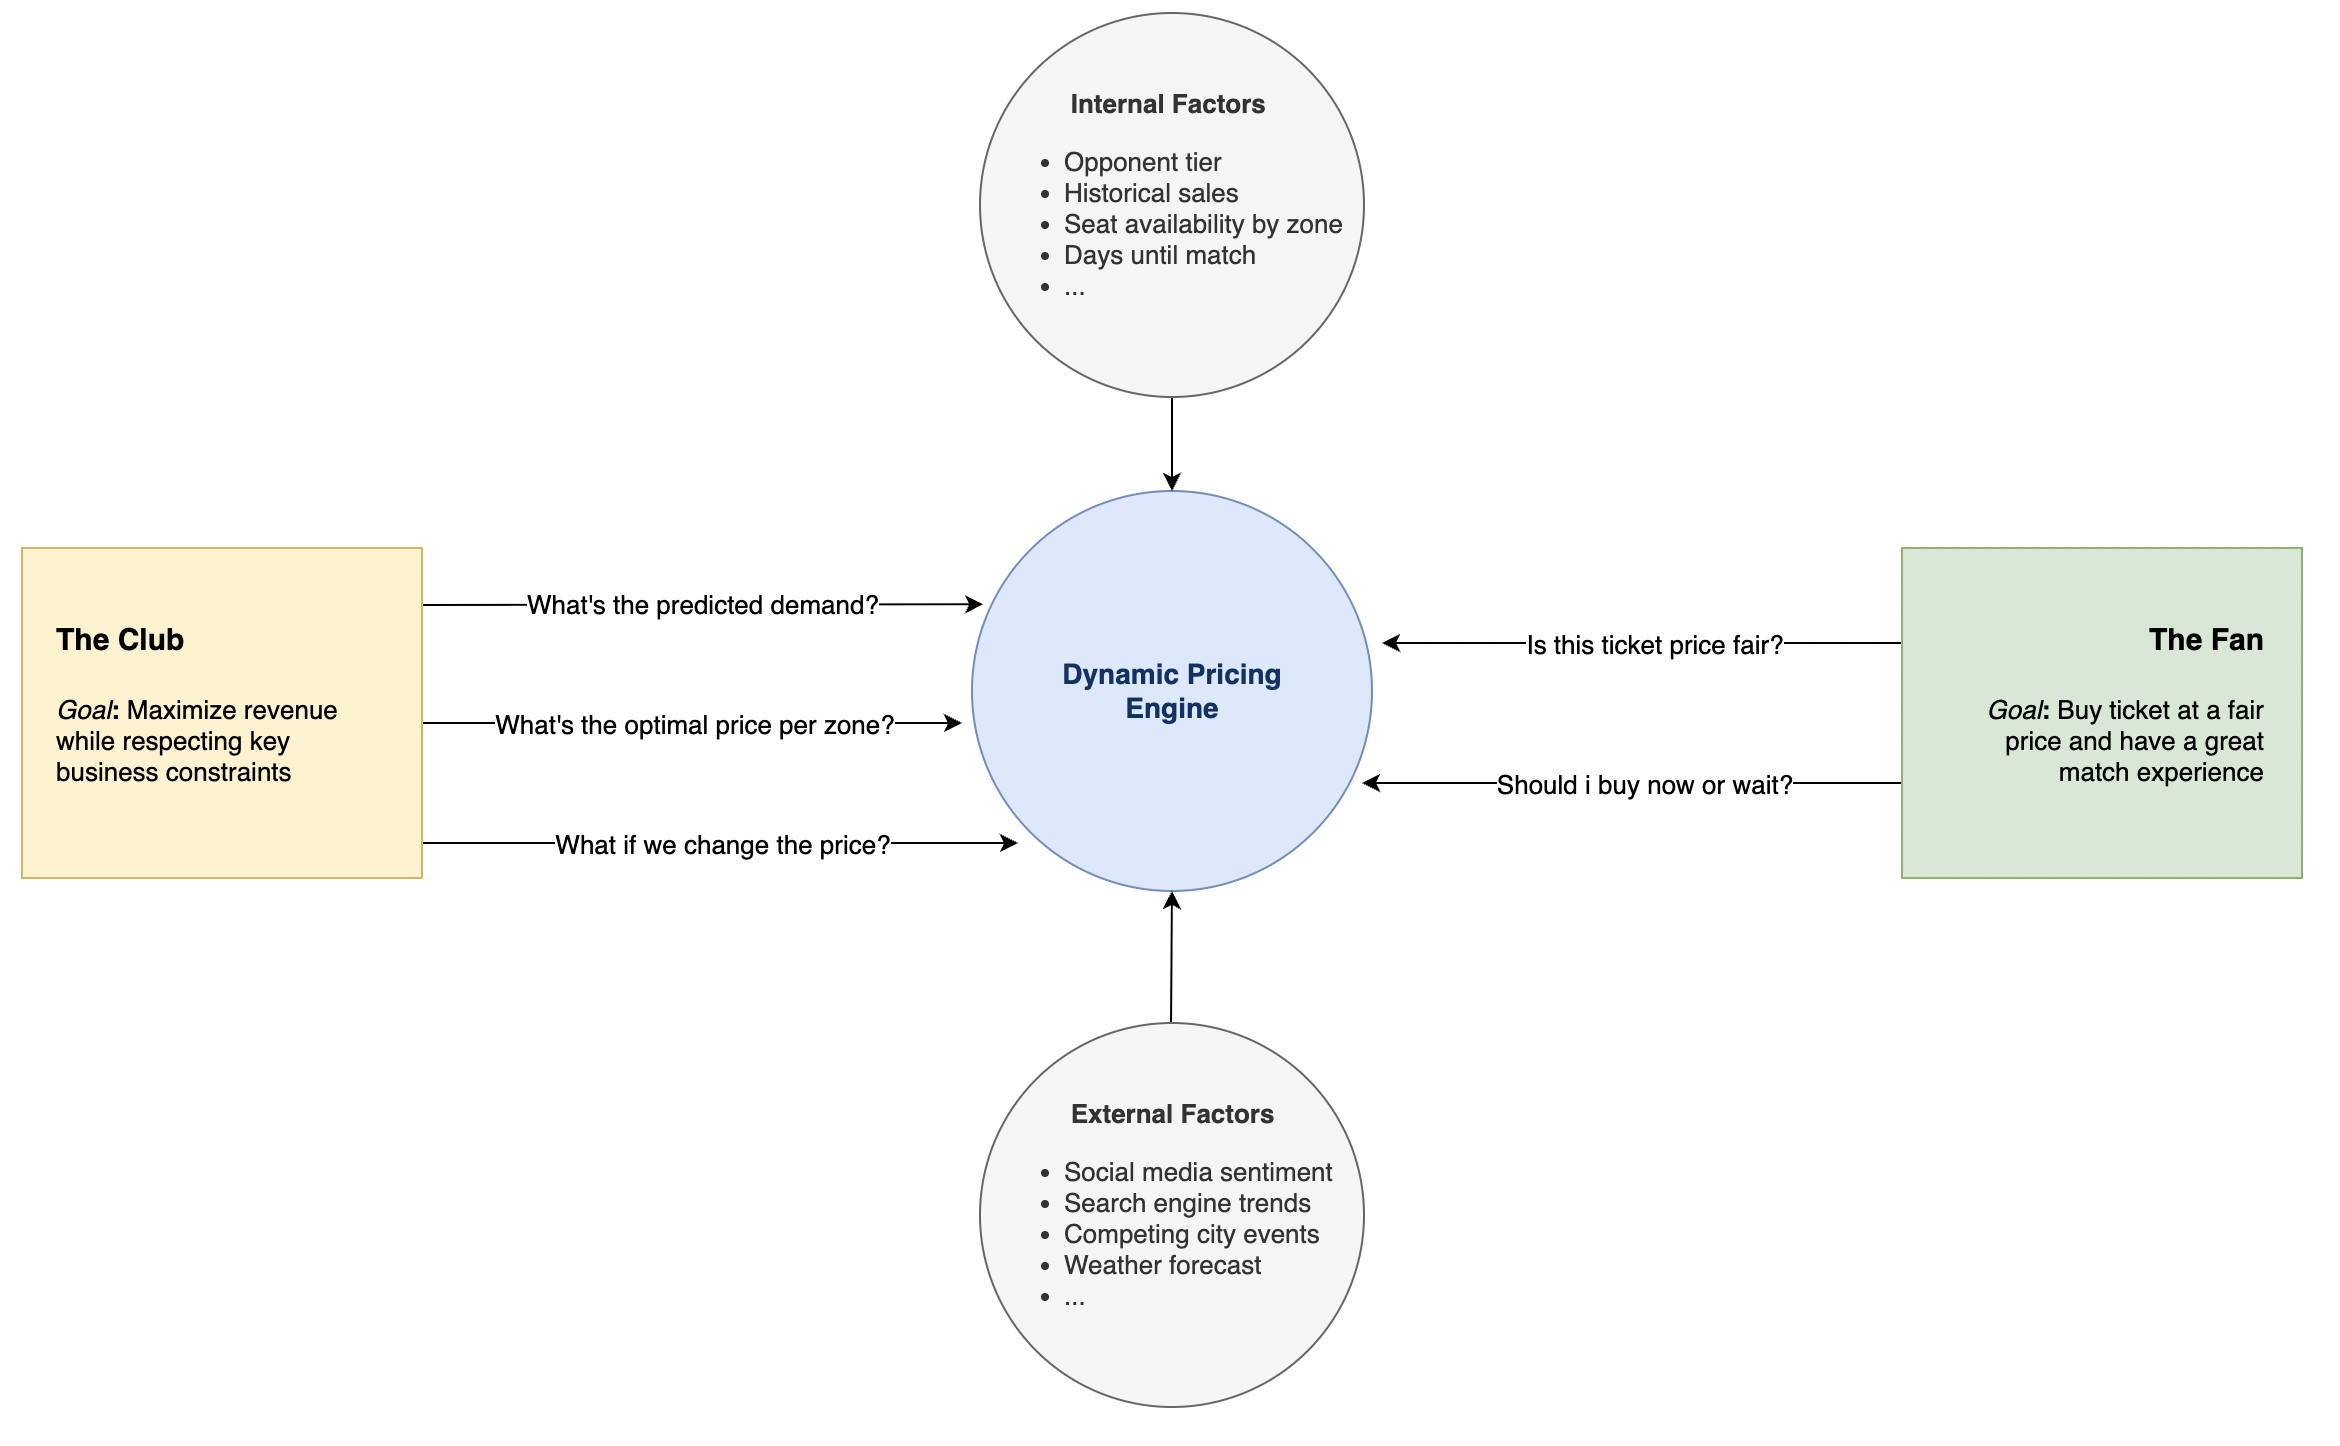 Internal Factors
• Opponent tier
• Historical sales
• Seat availability by zone
• Days until match
• ...
The Club
Goal: Maximize revenue
while respecting key
business constraints
What's the predicted demand?
What's the optimal price per zone?
What if we change the price?
Dynamic Pricing
Engine
Is this ticket price fair?
Should i buy now or wait?
The Fan
Goal: Buy ticket at a fair
price and have a great
match experience
External Factors
• Social media sentiment
• Search engine trends
• Competing city events
• Weather forecast
• ...